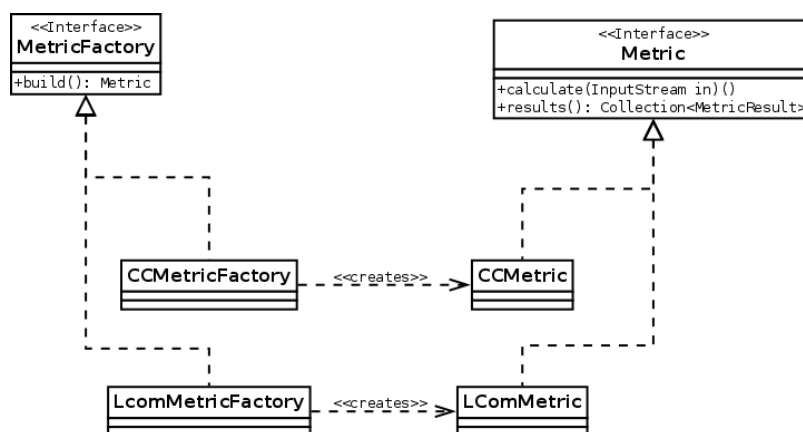 <<Interface>>
MetricFactory
+build(): Metric
<<Interface>>
Metric
+calculate(InputStream in)()
+results(): Collection<MetricResult>
CCMetricFactory
<<creates>>
CCMetric
LcomMetricFactory
<<creates>>
LComMetric